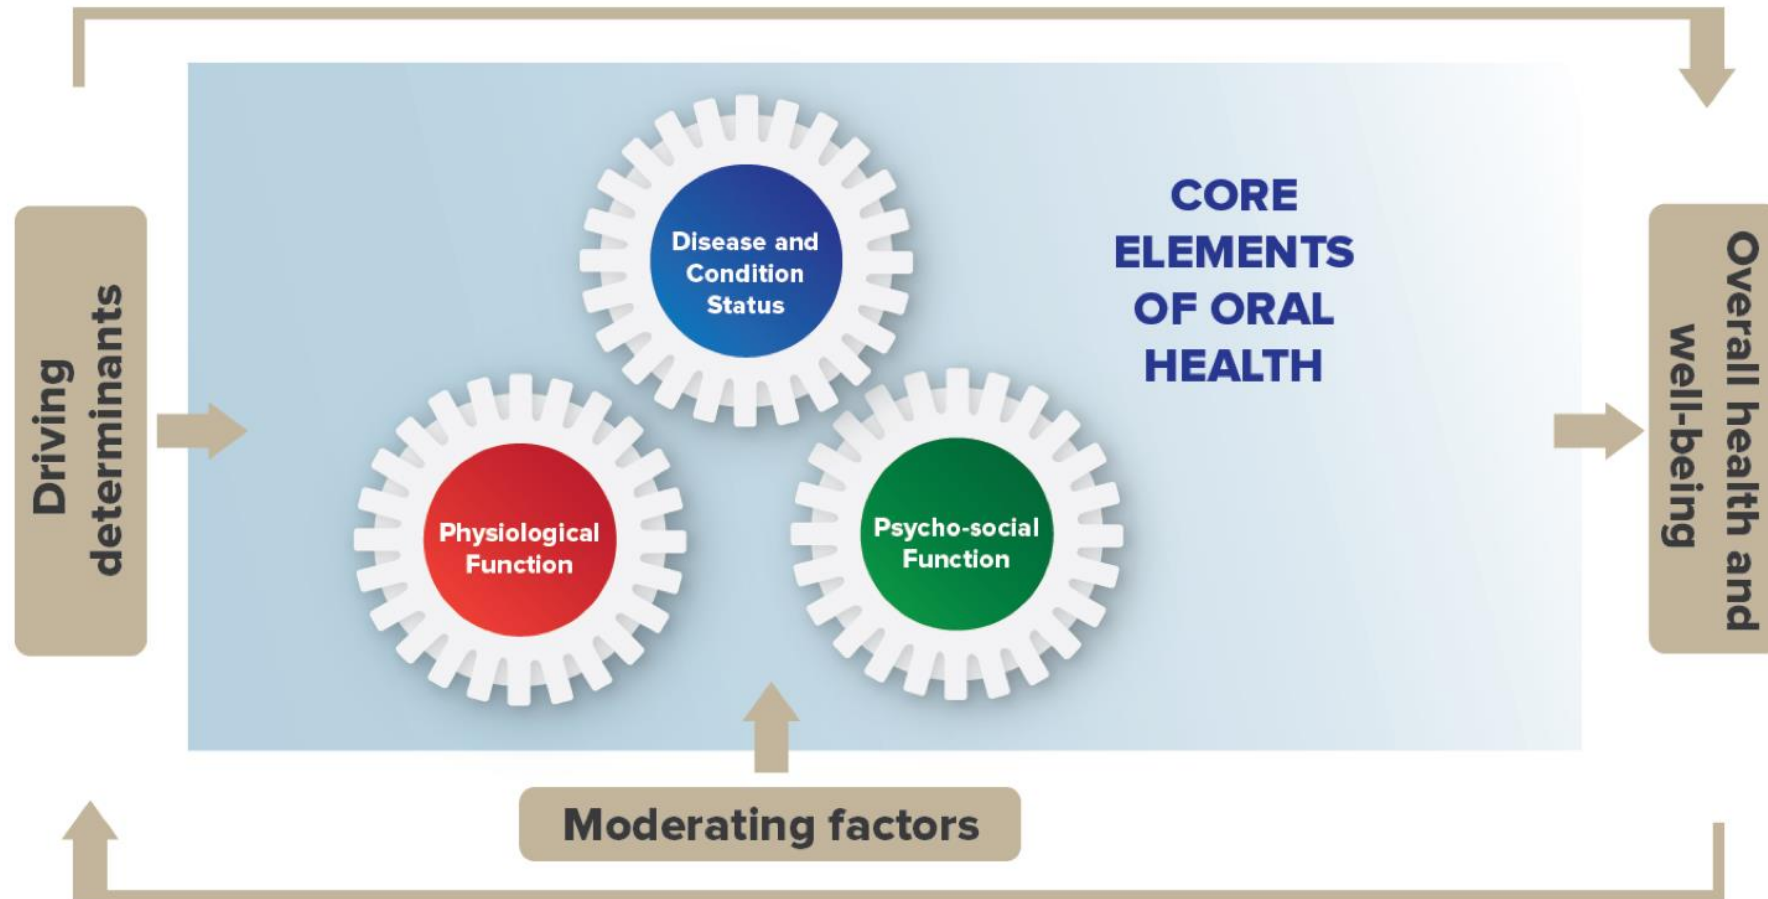 Disease and
Condition
Status
CORE
ELEMENTS
OF ORAL
HEALTH
Driving
determinants
Physiological
Function
Psycho-social
Function
Overall health and
well-being
Moderating factors